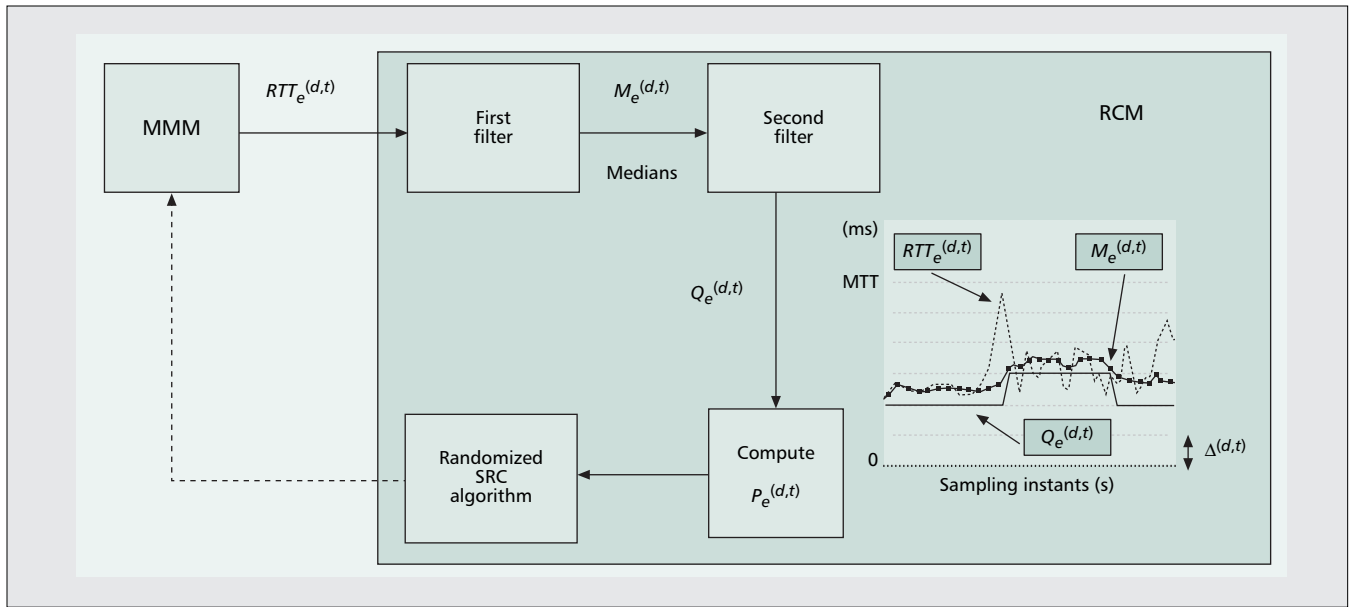 MMM
RTTe(d,t)
First
filter
Me(d,t)
Medians
Second
filter
RCM
Qe(d,t)
(ms)
MTT
0
RTTe(d,t)
Me(d,t)
Qe(d,t)
Δ(d,t)
Sampling instants (s)
Randomized
SRC
algorithm
Compute
Pe(d,t)